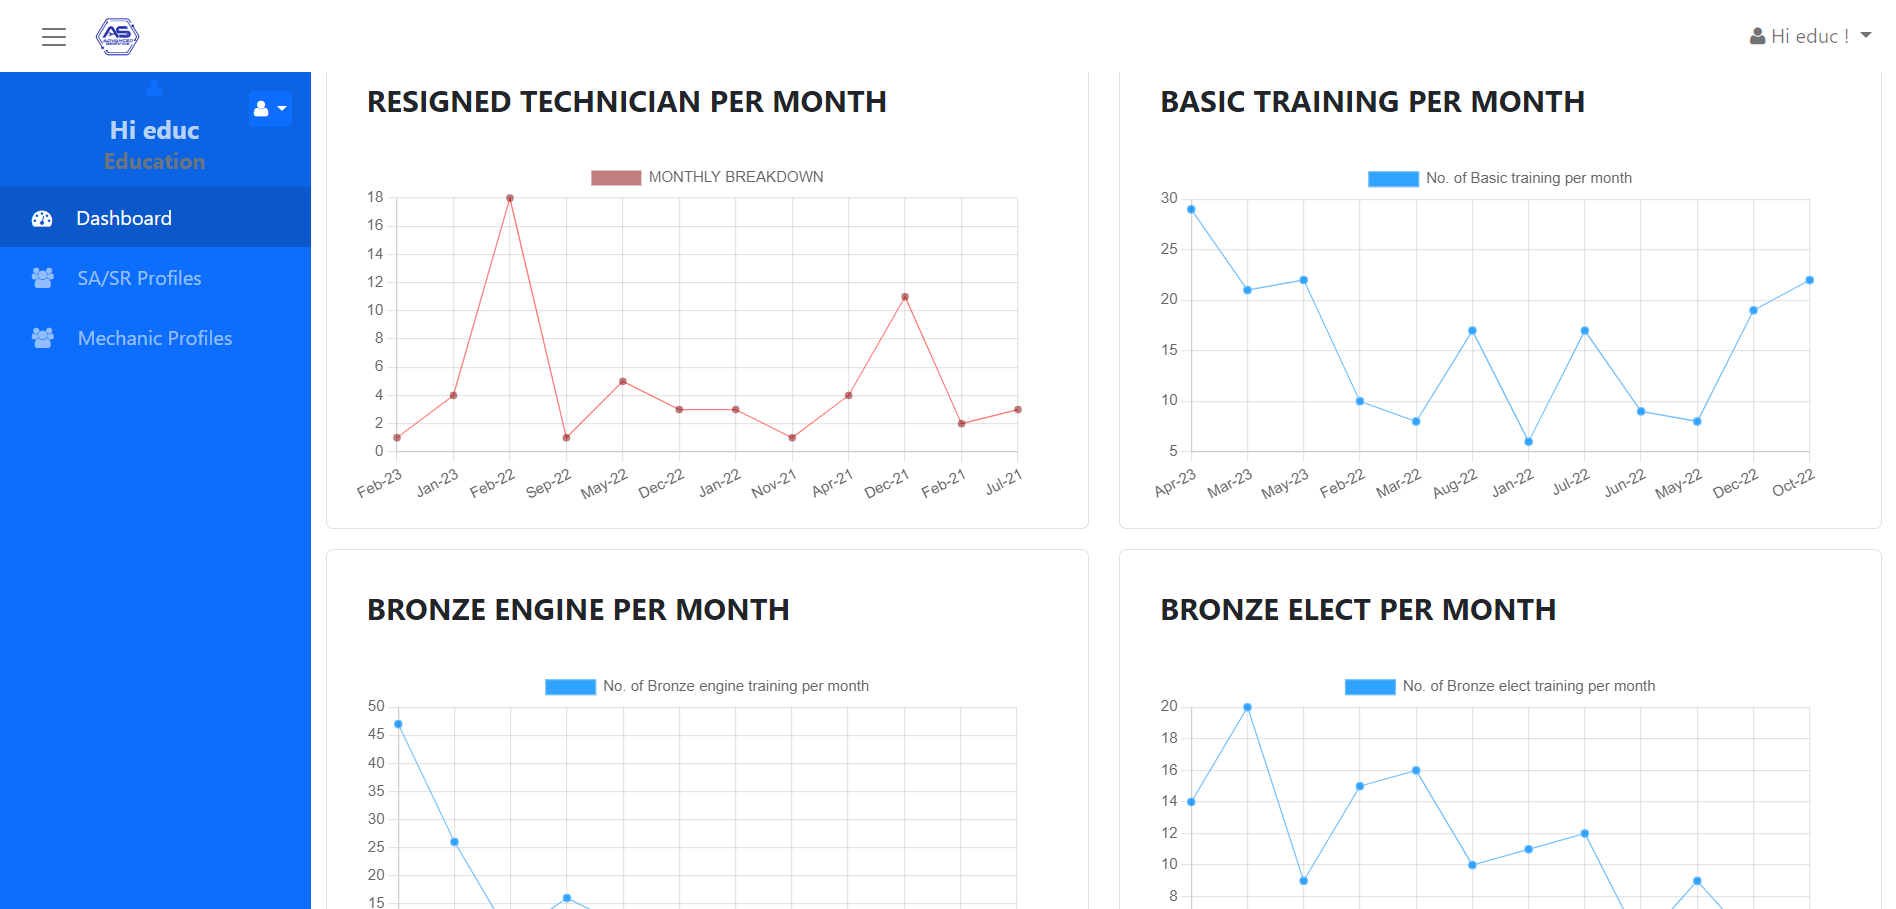 AS
ADVANCED
SERVICE
Hi educ !
Hi educ
Education
Dashboard
SA/SR Profiles
Mechanic Profiles
RESIGNED TECHNICIAN PER MONTH
MONTHLY BREAKDOWN
18
16
14
12
10
8
6
4
2
0
Feb-23 Jan-23 Feb-22 Sep-22 May-22 Dec-22 Jan-22 Nov-21 Apr-21 Dec-21 Feb-21 Jul-21
BASIC TRAINING PER MONTH
No. of Basic training per month
30
25
20
15
10
5
Apr-23 Mar-23 May-23 Feb-22 Mar-22 Aug-22 Jan-22 Jul-22 Jun-22 May-22 Dec-22 Oct-22
BRONZE ENGINE PER MONTH
No. of Bronze engine training per month
50
45
40
35
30
25
20
15
BRONZE ELECT PER MONTH
No. of Bronze elect training per month
20
18
16
14
12
10
8